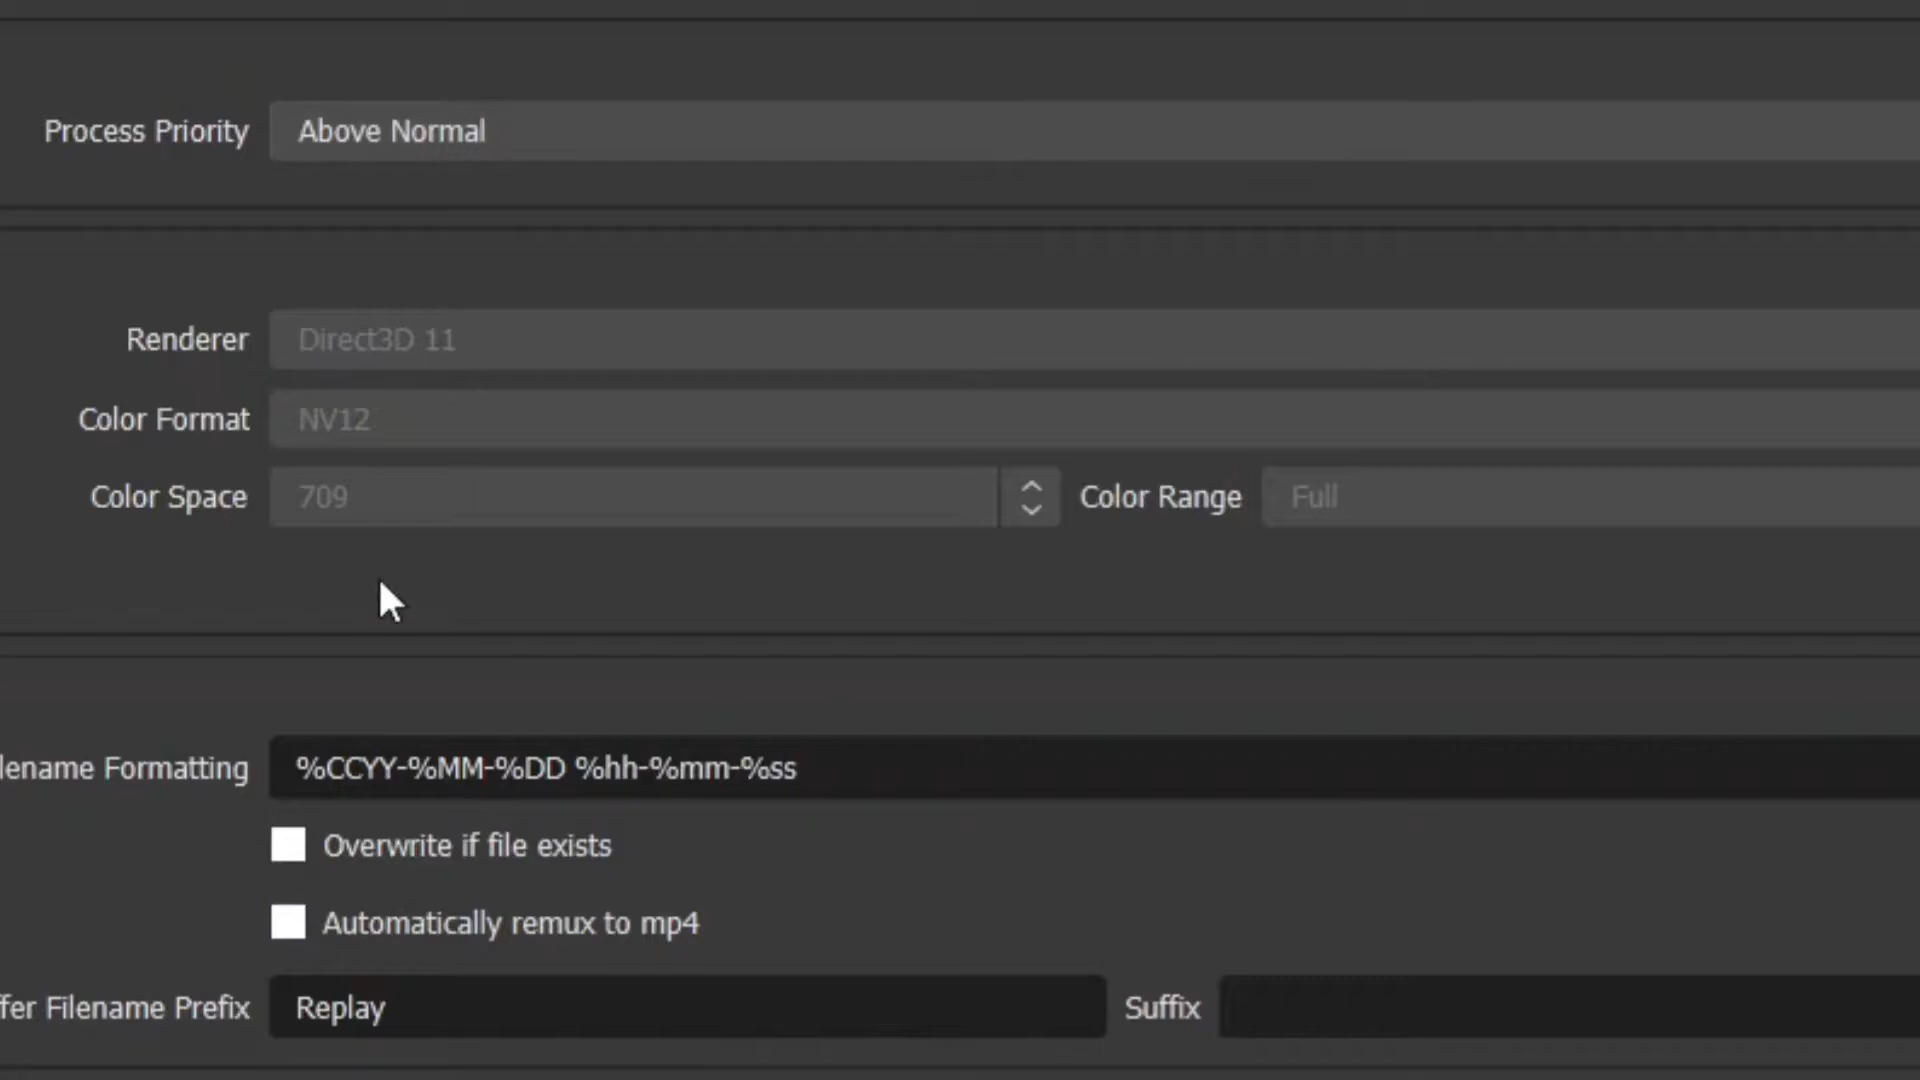 Process Priority Above Normal
Renderer Direct3D 11
Color Format NV12
Color Space 709 Color Range Full
lename Formatting %CCYY-%MM-%DD %hh-%mm-%ss
Overwrite if file exists
Automatically remux to mp4
ffer Filename Prefix Replay Suffix